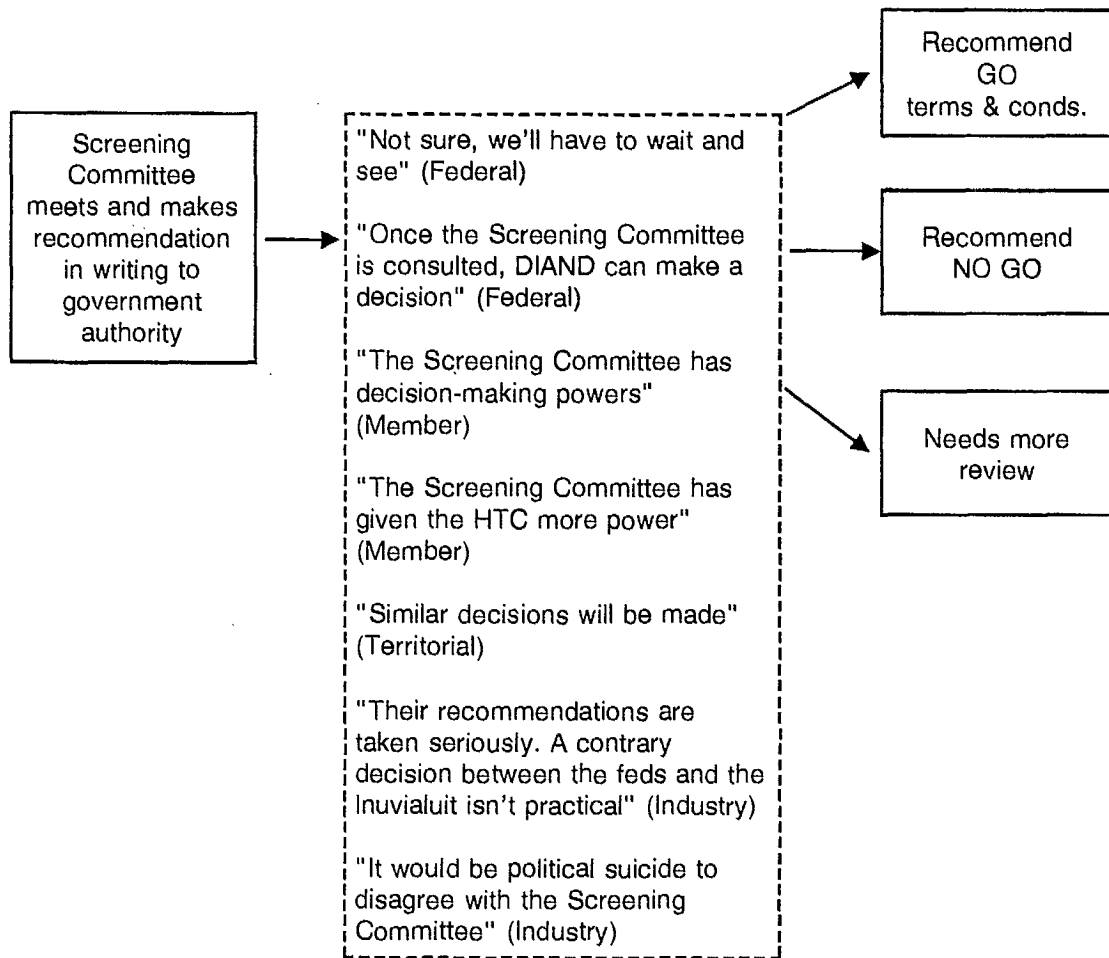 Screening
Committee
meets and makes
recommendation
in writing to
government
authority
"Not sure, we'll have to wait and
see" (Federal)
"Once the Screening Committee
is consulted, DIAND can make a
decision" (Federal)
"The Screening Committee has
decision-making powers"
(Member)
"The Screening Committee has
given the HTC more power"
(Member)
"Similar decisions will be made"
(Territorial)
"Their recommendations are
taken seriously. A contrary
decision between the feds and the
Inuvialuit isn't practical" (Industry)
"It would be political suicide to
disagree with the Screening
Committee" (Industry)
Recommend
GO
terms & conds.
Recommend
NO GO
Needs more
review